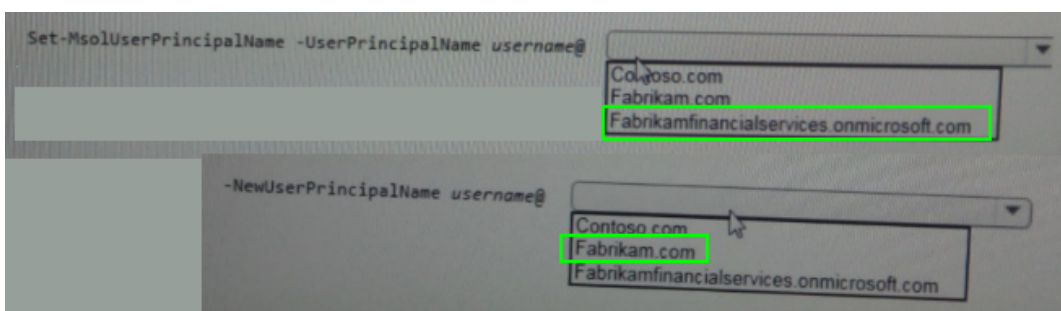 Set-MsolUserPrincipalName -UserPrincipalName username@
Contoso.com
Fabrikam.com
Fabrikamfinancialservices.onmicrosoft.com
-NewUserPrincipalName username@
Contoso.com
Fabrikam.com
Fabrikamfinancialservices.onmicrosoft.com